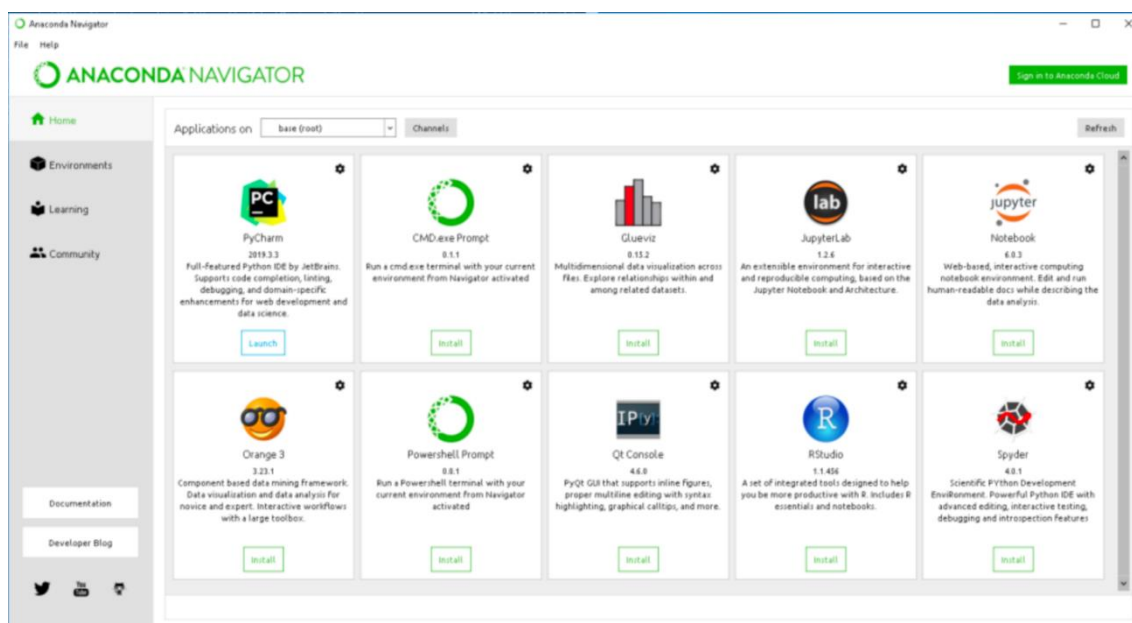 Anaconda Navigator
File Help
ANACONDA NAVIGATOR
Sign in to Anaconda Cloud
Home
Environments
Learning
Community
Documentation
Developer Blog
You
Tube
Applications on base (root) Channels Refresh
PC
PyCharm
2019.3.3
Full-featured Python IDE by JetBrains.
Supports code completion, linting,
debugging, and domain-specific
enhancements for web development and
data science.
Launch
CMD.exe Prompt
0.1.1
Run a cmd.exe terminal with your current
environment from Navigator activated
Install
Glueviz
0.15.2
Multidimensional data visualization across
files. Explore relationships within and
among related datasets.
Install
lab
JupyterLab
1.2.6
An extensible environment for interactive
and reproducible computing, based on the
Jupyter Notebook and Architecture.
Install
jupyter
Notebook
6.0.3
Web-based, interactive computing
notebook environment. Edit and run
human-readable docs while describing the
data analysis.
Install
Orange 3
3.23.1
Component based data mining framework.
Data visualization and data analysis for
novice and expert. Interactive workflows
with a large toolbox.
Install
Powershell Prompt
0.0.1
Run a Powershell terminal with your
current environment from Navigator
activated
Install
IP[y]:
Qt Console
4.6.0
PyQt GUI that supports inline figures,
proper multiline editing with syntax
highlighting, graphical calltips, and more.
Install
R
RStudio
1.1.456
A set of integrated tools designed to help
you be more productive with R. Includes R
essentials and notebooks.
Install
Spyder
4.0.1
Scientific PYthon Development
EnviRonment. Powerful Python IDE with
advanced editing, interactive testing,
debugging and introspection features
Install